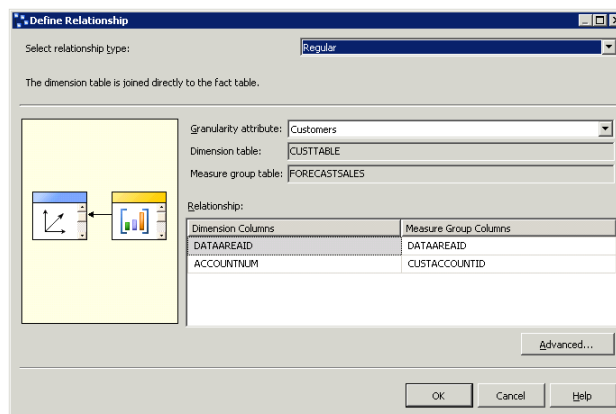 Define Relationship
Select relationship type:
Regular
The dimension table is joined directly to the fact table.
Granularity attribute:
Customers
Dimension table:
CUSTTABLE
Measure group table:
FORECASTSALES
Relationship:
Dimension Columns
Measure Group Columns
DATAAREAID
DATAAREAID
ACCOUNTNUM
CUSTACCOUNTID
Advanced...
OK
Cancel
Help